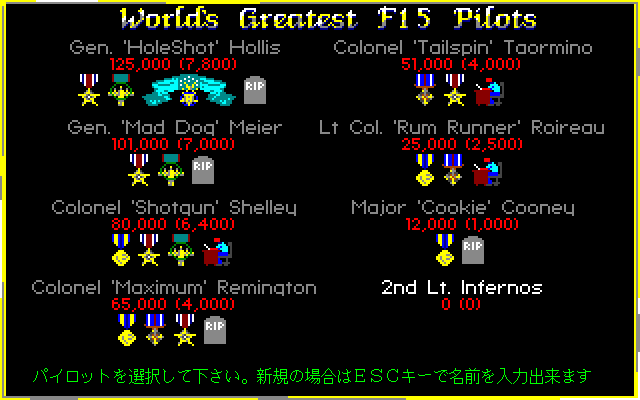 World's Greatest F15 Pilots
Gen. 'HoleShot' Hollis
125,000 (7,800)
RIP
Colonel 'Tailspin' Taormino
51,000 (4,000)
Gen. 'Mad Dog' Meier
101,000 (7,000)
RIP
Lt Col. 'Rum Runner' Roireau
25,000 (2,500)
Colonel 'Shotgun' Shelley
80,000 (6,400)
Major 'Cookie' Cooney
12,000 (1,000)
RIP
Colonel 'Maximum' Remington
65,000 (4,000)
RIP
2nd Lt. Infernos
0 (0)
パイロットを選択して下さい。新規の場合はＥＳＣキーで名前を入力出来ます